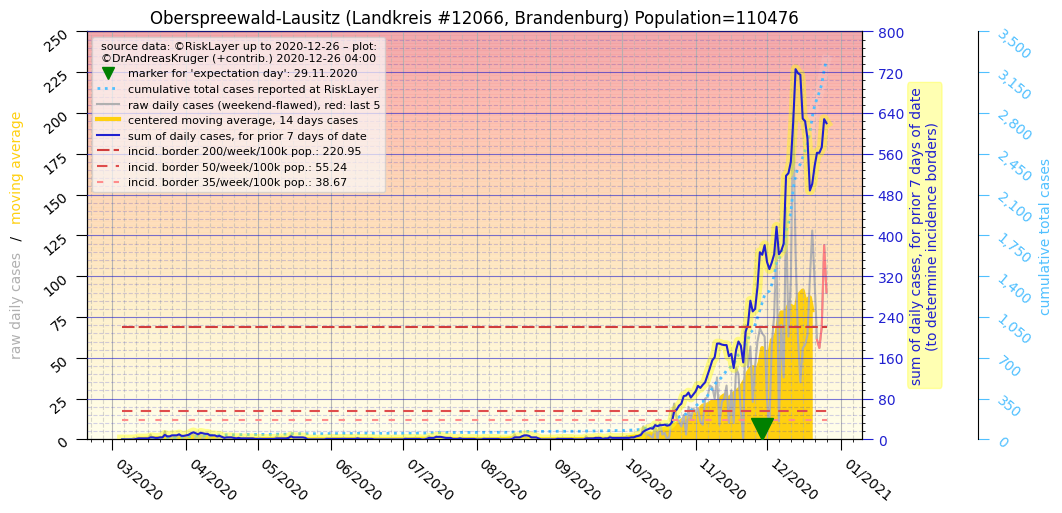 Oberspreewald-Lausitz (Landkreis #12066, Brandenburg) Population=110476
source data: ©RiskLayer up to 2020-12-26 – plot:
©DrAndreasKruger (+contrib.) 2020-12-26 04:00
marker for 'expectation day': 29.11.2020
cumulative total cases reported at RiskLayer
raw daily cases (weekend-flawed), red: last 5
centered moving average, 14 days cases
sum of daily cases, for prior 7 days of date
incid. border 200/week/100k pop.: 220.95
incid. border 50/week/100k pop.: 55.24
incid. border 35/week/100k pop.: 38.67
raw daily cases / moving average
250
225
200
175
150
125
100
75
50
25
0
800
720
640
560
480
400
320
240
160
80
0
sum of daily cases, for prior 7 days of date
(to determine incidence borders)
3,500
3,150
2,800
2,450
2,100
1,750
1,400
1,050
700
350
0
cumulative total cases
03/2020
04/2020
05/2020
06/2020
07/2020
08/2020
09/2020
10/2020
11/2020
12/2020
01/2021